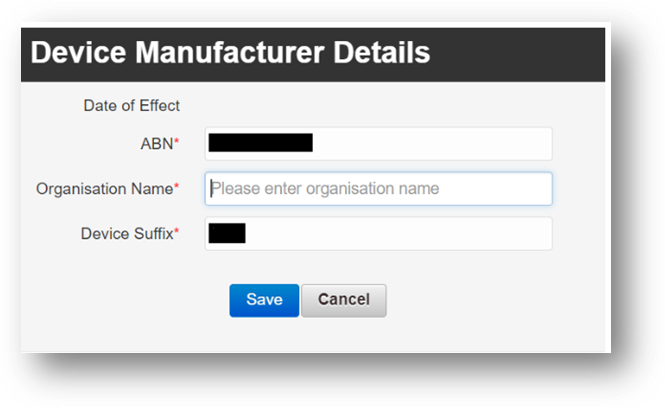 Device Manufacturer Details
Date of Effect
ABN*
Organisation Name* Please enter organisation name
Device Suffix*
Save Cancel